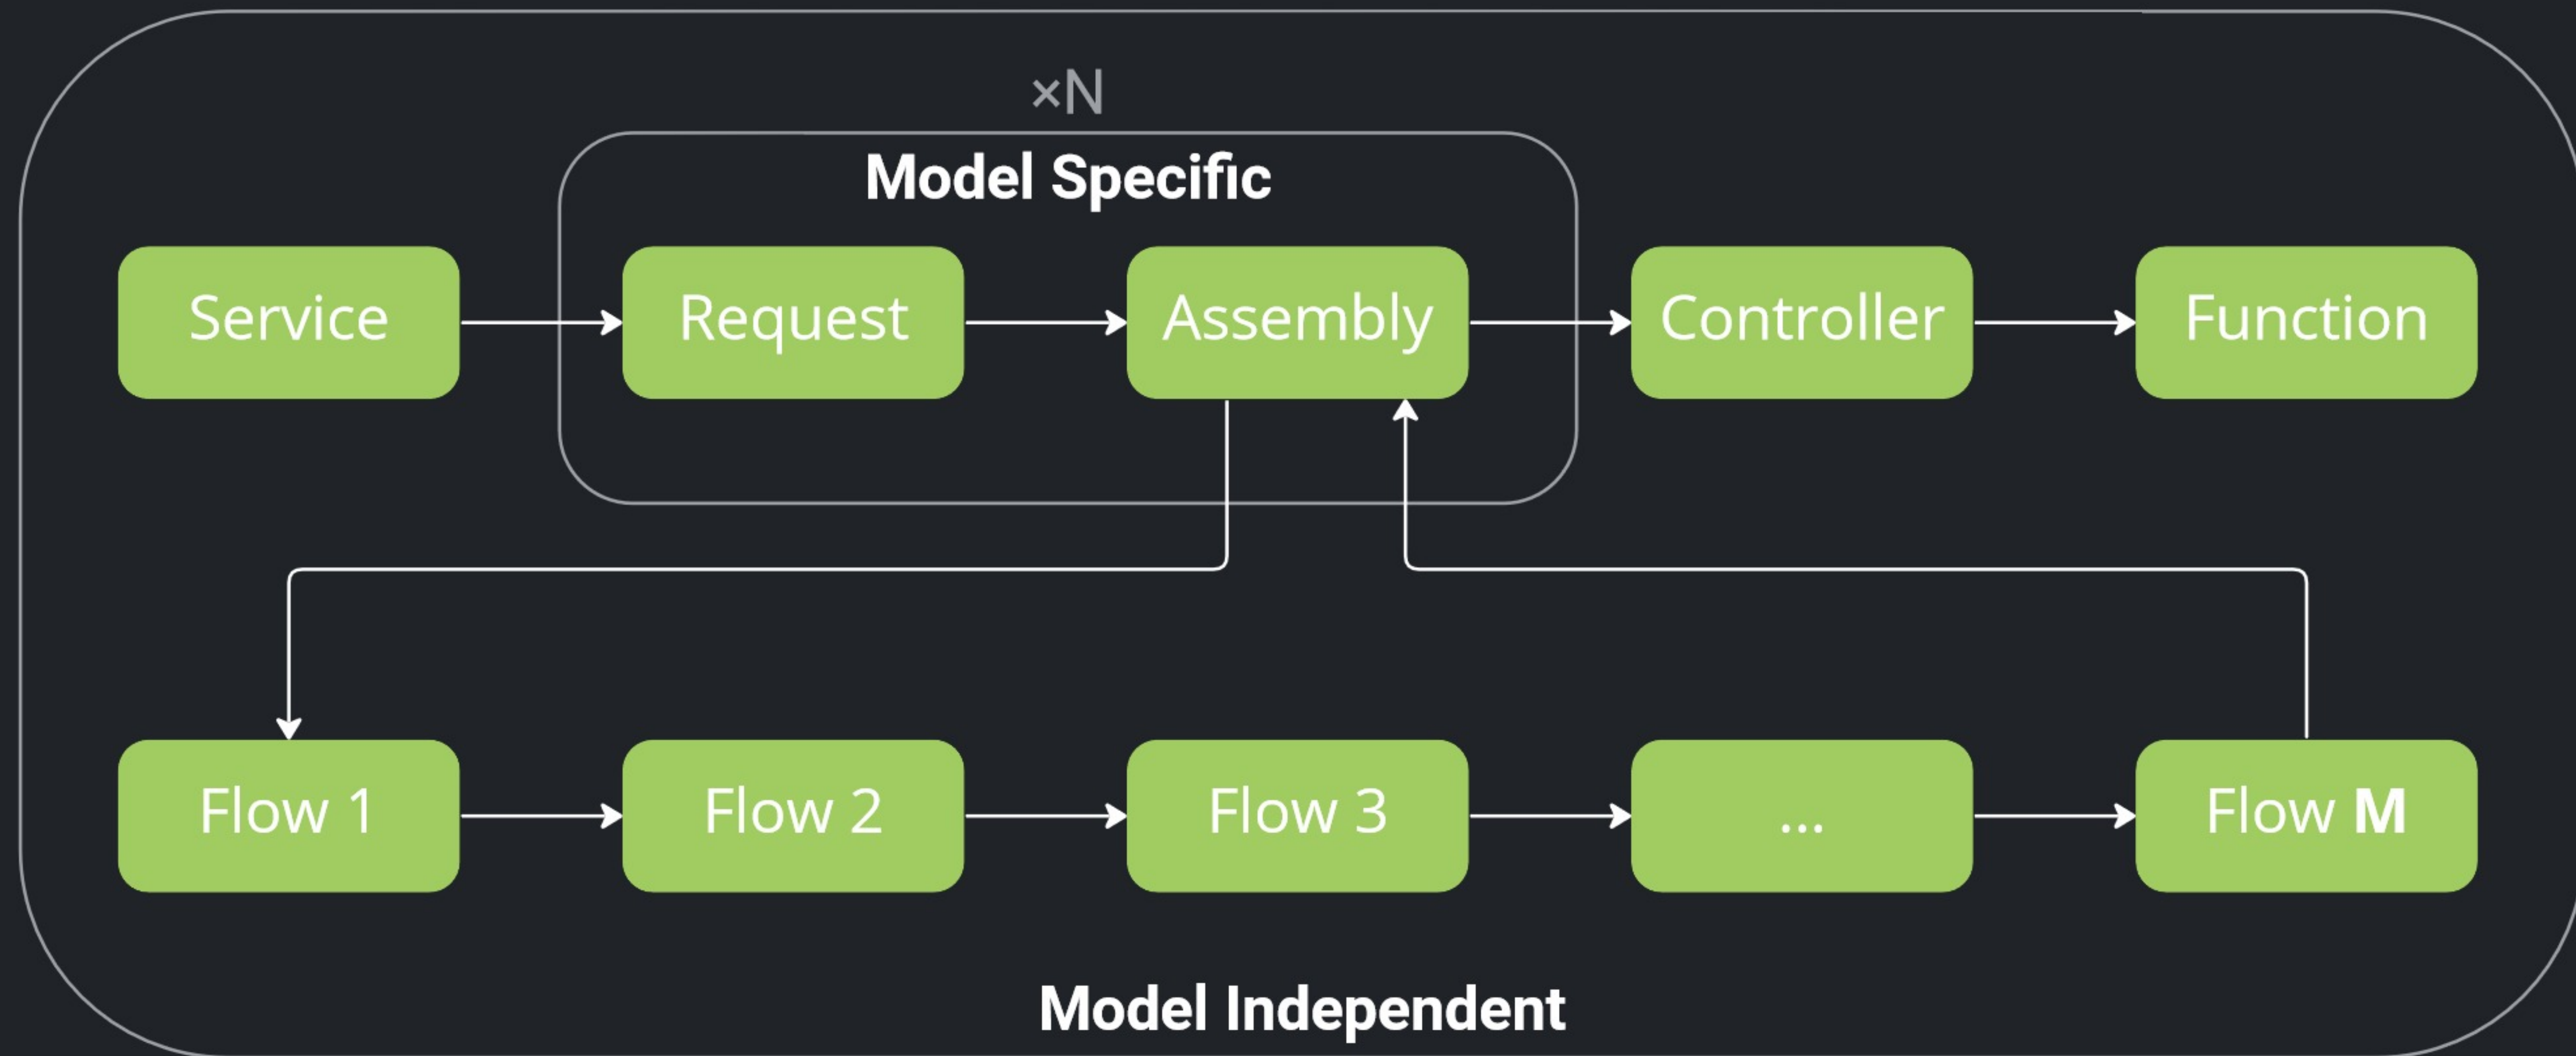 ×N
Model Specific
Service
Request
Assembly
Controller
Function
Flow 1
Flow 2
Flow 3
...
Flow M
Model Independent